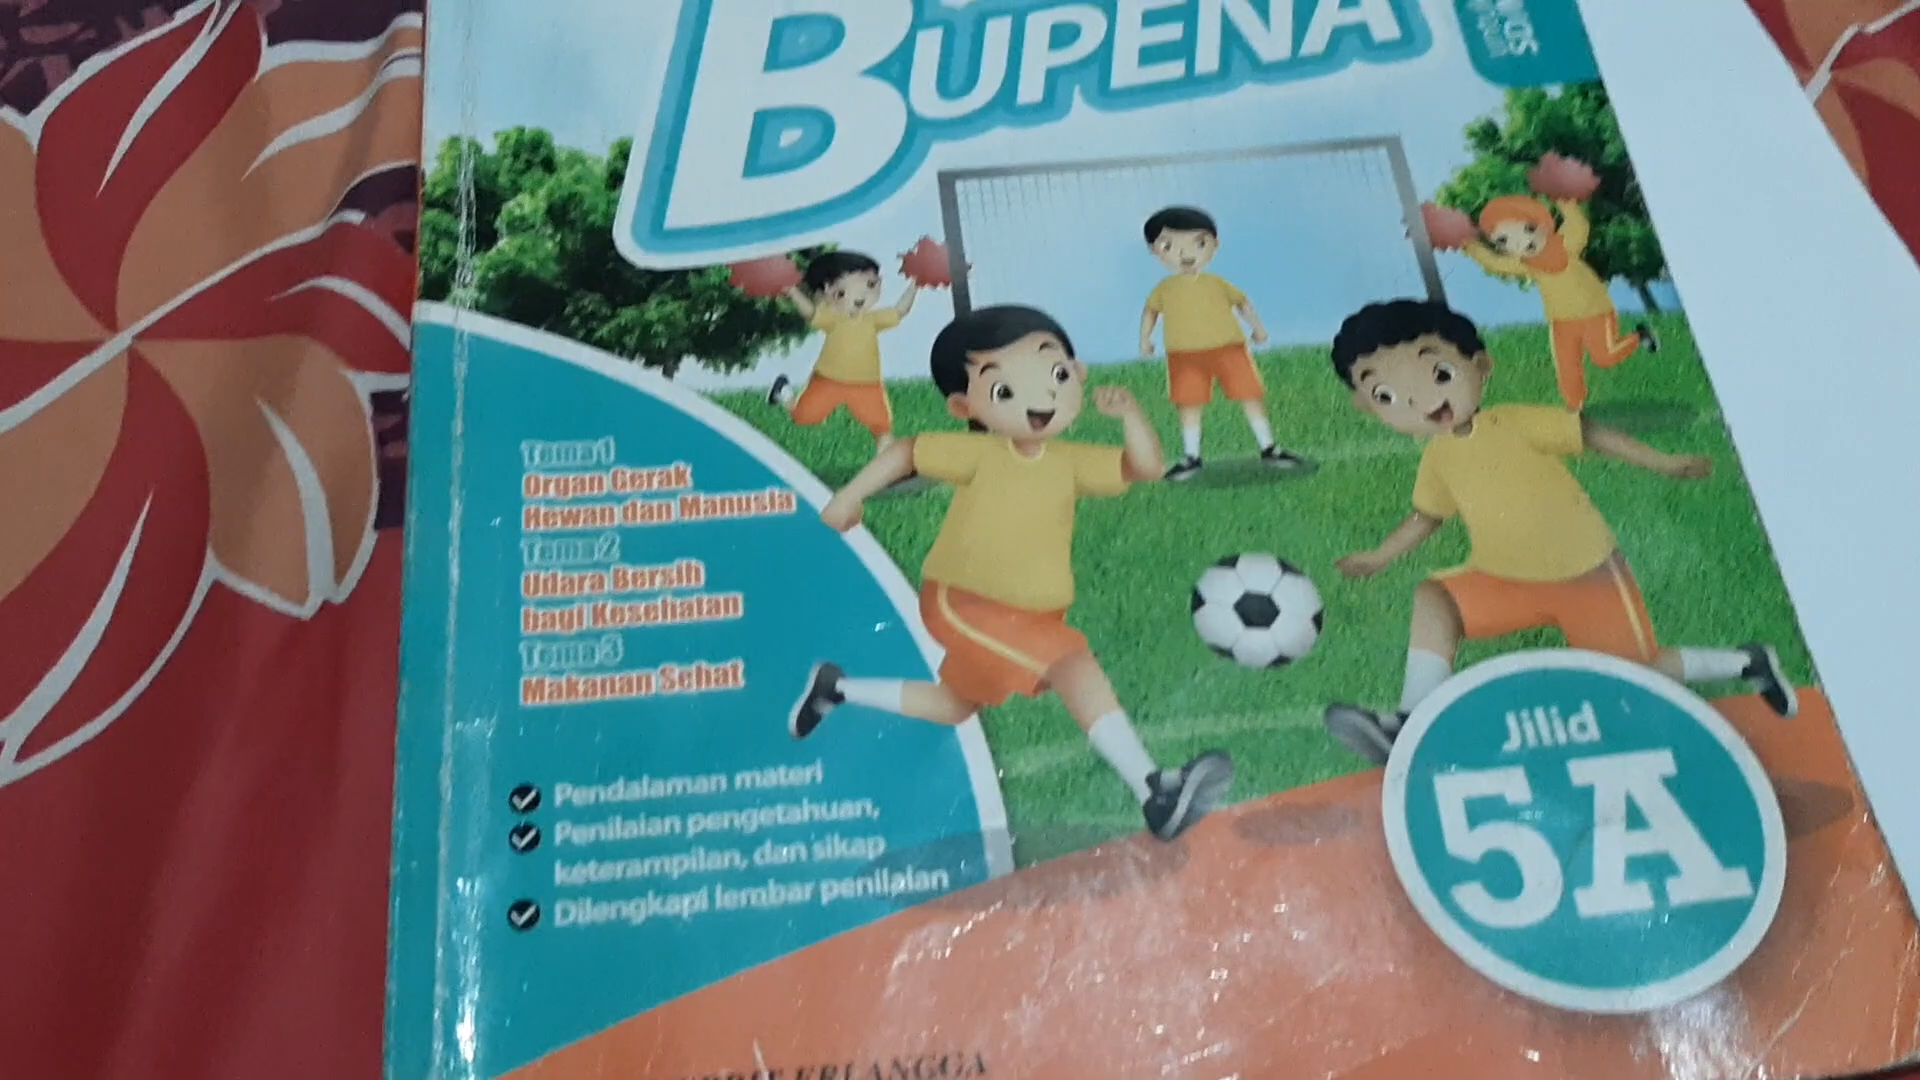 BUPENA
Tema 1
Organ Gerak
Hewan dan Manusia
Tema 2
Udara Bersih
bagi Kesehatan
Tema 3
Makanan Sehat
Pendalaman materi
Penilaian pengetahuan,
keterampilan, dan sikap
Dilengkapi lembar penilaian
Jilid
5A
ERLANGGA